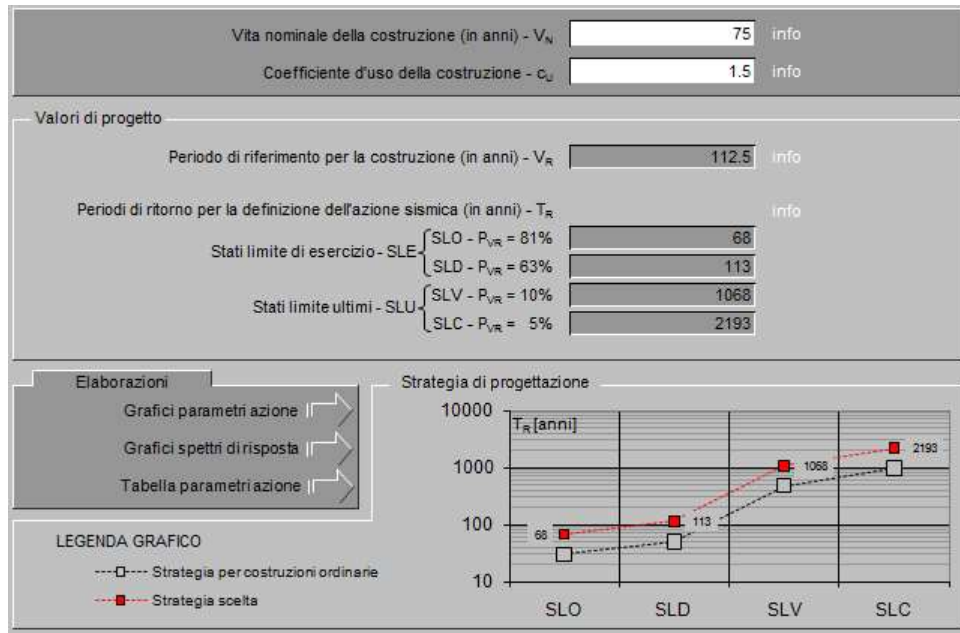 Vita nominale della costruzione (in anni) - VN 75 info
Coefficiente d'uso della costruzione - cU 1.5 info
Valori di progetto
Periodo di riferimento per la costruzione (in anni) - VR 112.5 info
Periodi di ritorno per la definizione dell'azione sismica (in anni) - TR info
Stati limite di esercizio - SLE
SLO - PVR = 81% 68
SLD - PVR = 63% 113
Stati limite ultimi - SLU
SLV - PVR = 10% 1068
SLC - PVR = 5% 2193
Elaborazioni
Grafici parametri azione
Grafici spettri di risposta
Tabella parametri azione
Strategia di progettazione
TR [anni]
10000
1000
100
10
68
113
1068
2193
SLO SLD SLV SLC
LEGENDA GRAFICO
Strategia per costruzioni ordinarie
Strategia scelta